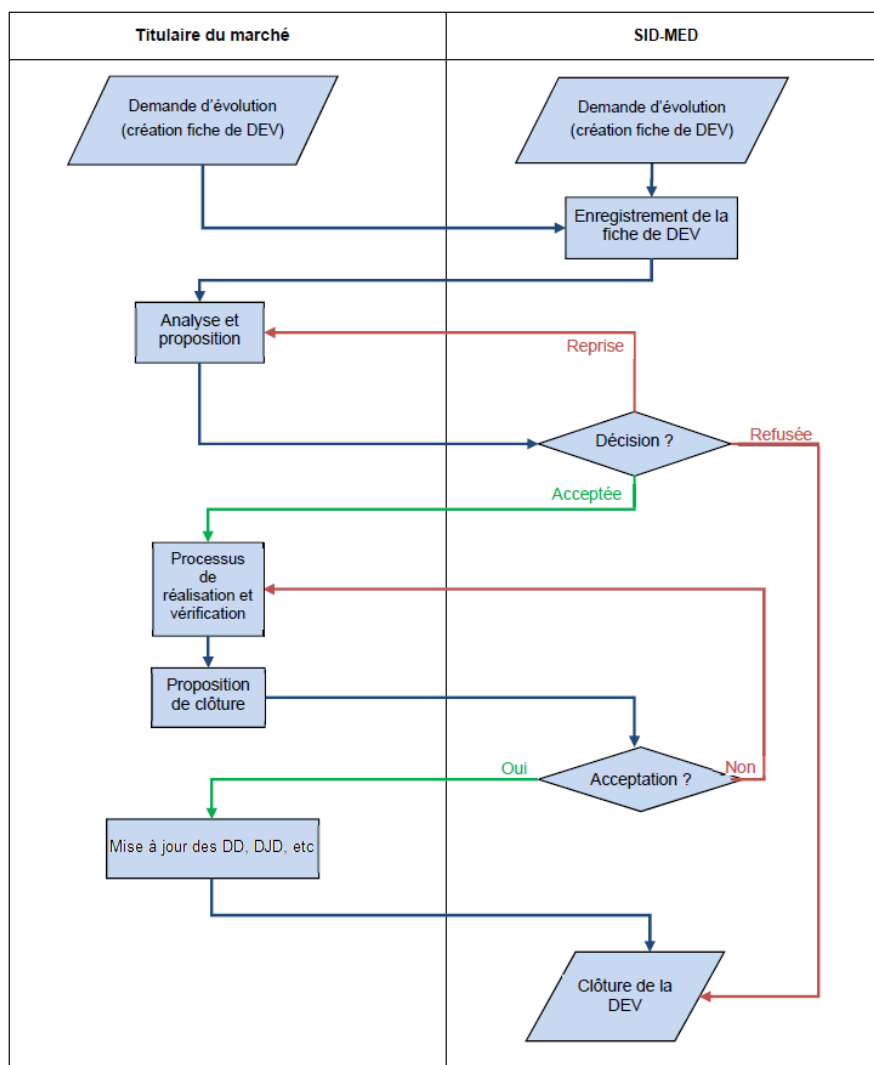 Titulaire du marché
SID-MED
Demande d'évolution
(création fiche de DEV)
Demande d'évolution
(création fiche de DEV)
Enregistrement de la
fiche de DEV
Analyse et
proposition
Reprise
Décision ?
Refusée
Acceptée
Processus
de
réalisation et
vérification
Proposition
de clôture
Oui
Acceptation ?
Non
Mise à jour des DD, DJD, etc
Clôture de la
DEV